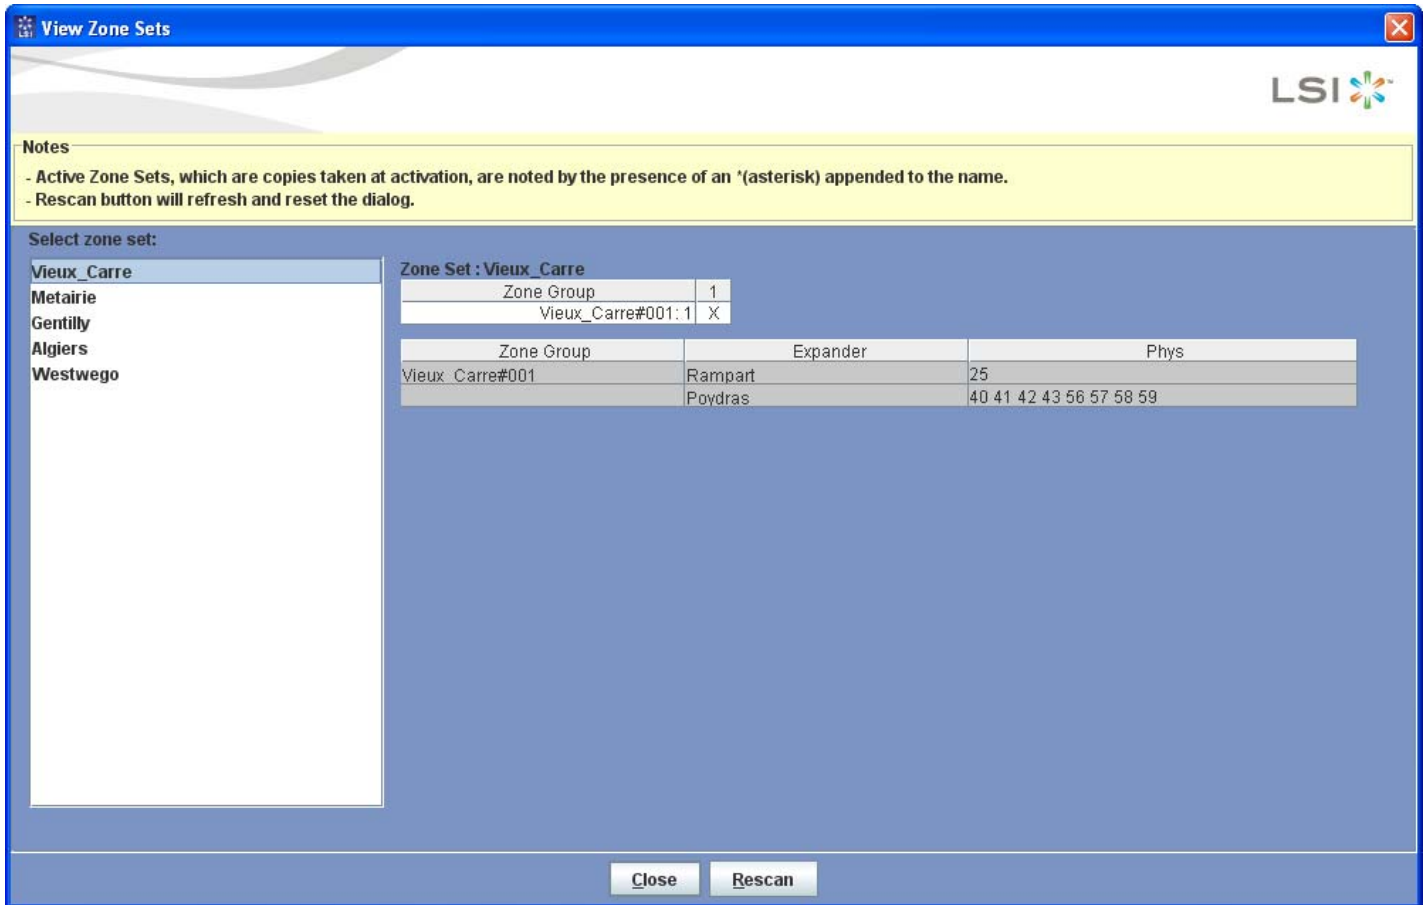 View Zone Sets
LSI
Notes
- Active Zone Sets, which are copies taken at activation, are noted by the presence of an *(asterisk) appended to the name.
- Rescan button will refresh and reset the dialog.
Select zone set:
Vieux_Carre
Metairie
Gentilly
Algiers
Westwego
Zone Set : Vieux_Carre
Zone Group 1
Vieux_Carre#001: 1 X
Zone Group Expander Phys
Vieux_Carre#001 Rampart 25
Poydras 40 41 42 43 56 57 58 59
Close Rescan